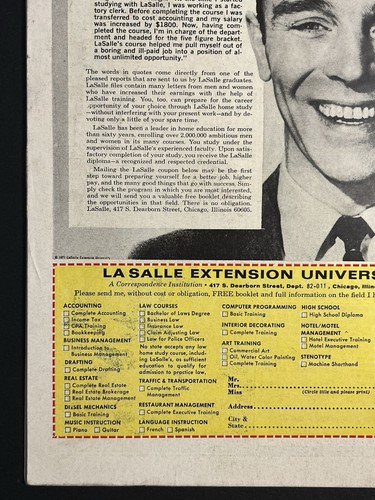 studying with LaSalle, I was working as a fac-
tory clerk. Before completing the course I was
transferred to cost accounting and my salary
was increased by $1800. Now, having com-
pleted the course, I'm in charge of the depart-
ment and headed for the five figure bracket.
LaSalle's course helped me pull myself out of
a boring and ill-paid job into a position of al-
most unlimited opportunity."
The words in quotes come directly from one of the
pleased reports that are sent to us by LaSalle graduates.
LaSalle files contain many letters from men and women
who have increased their earnings with the help of
LaSalle training. You, too, can prepare for the career
opportunity of your choice through LaSalle home study
—without interfering with your present work—and by de-
voting only a little of your spare time.
LaSalle has been a leader in home education for more
than sixty years, enrolling over 2,000,000 ambitious men
and women in its many courses. You study under the
supervision of LaSalle's experienced faculty. Upon satis-
factory completion of your study, you receive the LaSalle
diploma—a recognized and respected credential.
Mailing the LaSalle coupon below may be the first
step toward preparing yourself for a better job, higher
pay, and the many good things that go with success. Sim-
ply check the program in which you are most interested,
and we will send you a valuable free booklet describing
the opportunities in that field. There is no obligation.
LaSalle, 417 S. Dearborn Street, Chicago, Illinois 60605.
© 1971 LaSalle Extension University
LA SALLE EXTENSION UNIVERS
A Correspondence Institution • 417 S. Dearborn Street, Dept. 82-011, Chicago, Illin
Please send me, without cost or obligation, FREE booklet and full information on the field I h
ACCOUNTING
Complete Accounting
Income Tax
CPA Training
Bookkeeping
BUSINESS MANAGEMENT
Introduction to
Business Management
DRAFTING
Complete Drafting
REAL ESTATE
Complete Real Estate
Real Estate Brokerage
Real Estate Management
DIESEL MECHANICS
Basic Training
MUSIC INSTRUCTION
Piano Guitar
LAW COURSES
Bachelor of Laws Degree
Business Law
Insurance Law
Claim Adjusting Law
Law for Police Officers
No state accepts any law
home study course, includ-
ing LaSalle's, as sufficient
education to qualify for
admission to practice law.
TRAFFIC & TRANSPORTATION
Complete Traffic
Management
RESTAURANT MANAGEMENT
Complete Executive Training
LANGUAGE INSTRUCTION
French Spanish
COMPUTER PROGRAMMING
Basic Training
INTERIOR DECORATING
Complete Training
ART TRAINING
Commercial Art
Oil, Water Color Painting
Complete Training
HIGH SCHOOL
High School Diploma
HOTEL/MOTEL
MANAGEMENT
Hotel Executive Training
Motel Management
STENOTYPE
Machine Shorthand
Mr.
Mrs.
Miss (Circle title and please print)
Address
City &
State